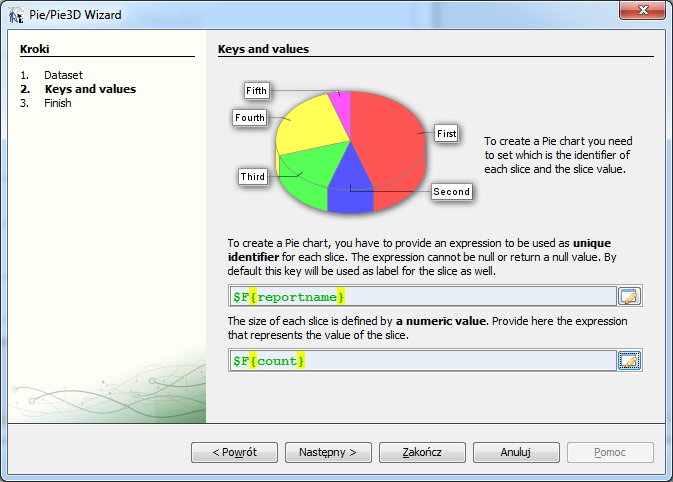 Pie/Pie3D Wizard
Kroki
1. Dataset
2. Keys and values
3. Finish
Keys and values
Fifth
Fourth
First
Third
Second
To create a Pie chart you need
to set which is the identifier of
each slice and the slice value.
To create a Pie chart, you have to provide an expression to be used as unique
identifier for each slice. The expression cannot be null or return a null value. By
default this key will be used as label for the slice as well.
$F{reportname}
The size of each slice is defined by a numeric value. Provide here the expression
that represents the value of the slice.
$F{count}
< Powrót
Następny >
Zakończ
Anuluj
Pomoc